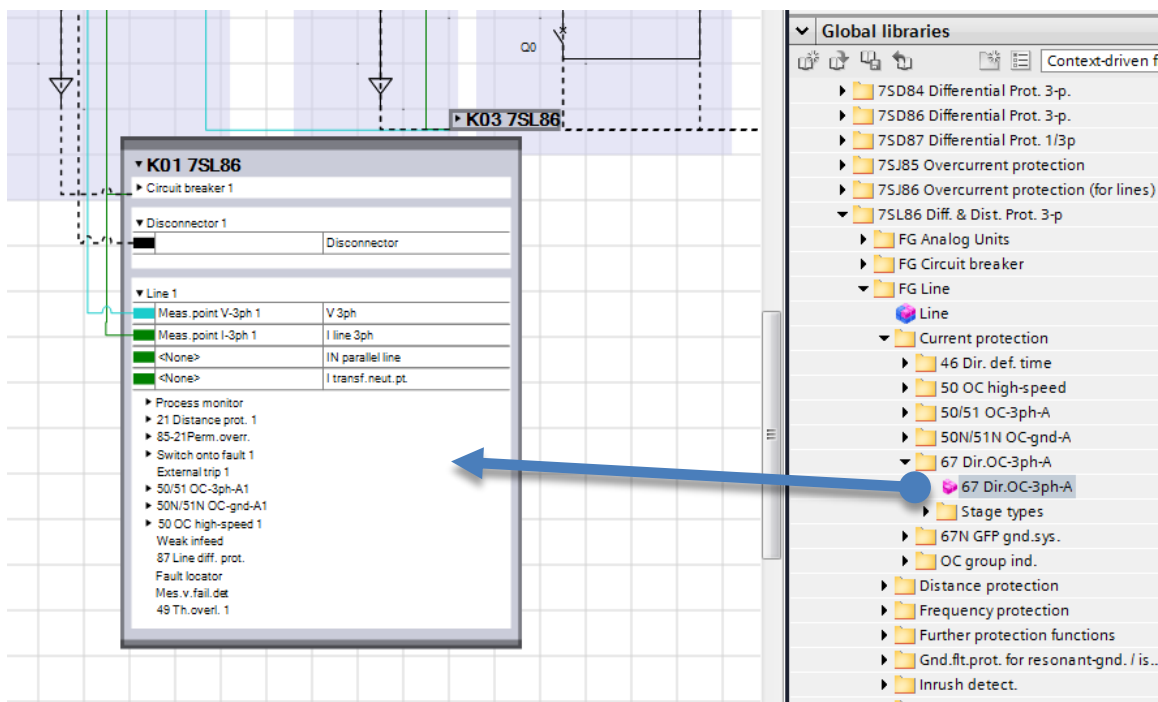 Q0
K03 7SL86
K01 7SL86
Circuit breaker 1
Disconnector 1
Disconnector
Line 1
Meas.point V-3ph 1 V 3ph
Meas.point I-3ph 1 I line 3ph
<None> IN parallel line
<None> I transf.neut.pt.
Process monitor
21 Distance prot. 1
85-21Perm.overr.
Switch onto fault 1
External trip 1
50/51 OC-3ph-A1
50N/51N OC-gnd-A1
50 OC high-speed 1
Weak infeed
87 Line diff. prot.
Fault locator
Mes.v.fail.det
49 Th.overl. 1
Global libraries
Context-driven f
7SD84 Differential Prot. 3-p.
7SD86 Differential Prot. 3-p.
7SD87 Differential Prot. 1/3p
7SJ85 Overcurrent protection
7SJ86 Overcurrent protection (for lines)
7SL86 Diff. & Dist. Prot. 3-p
FG Analog Units
FG Circuit breaker
FG Line
Line
Current protection
46 Dir. def. time
50 OC high-speed
50/51 OC-3ph-A
50N/51N OC-gnd-A
67 Dir.OC-3ph-A
67 Dir.OC-3ph-A
Stage types
67N GFP gnd.sys.
OC group ind.
Distance protection
Frequency protection
Further protection functions
Gnd.flt.prot. for resonant-gnd. / is...
Inrush detect.